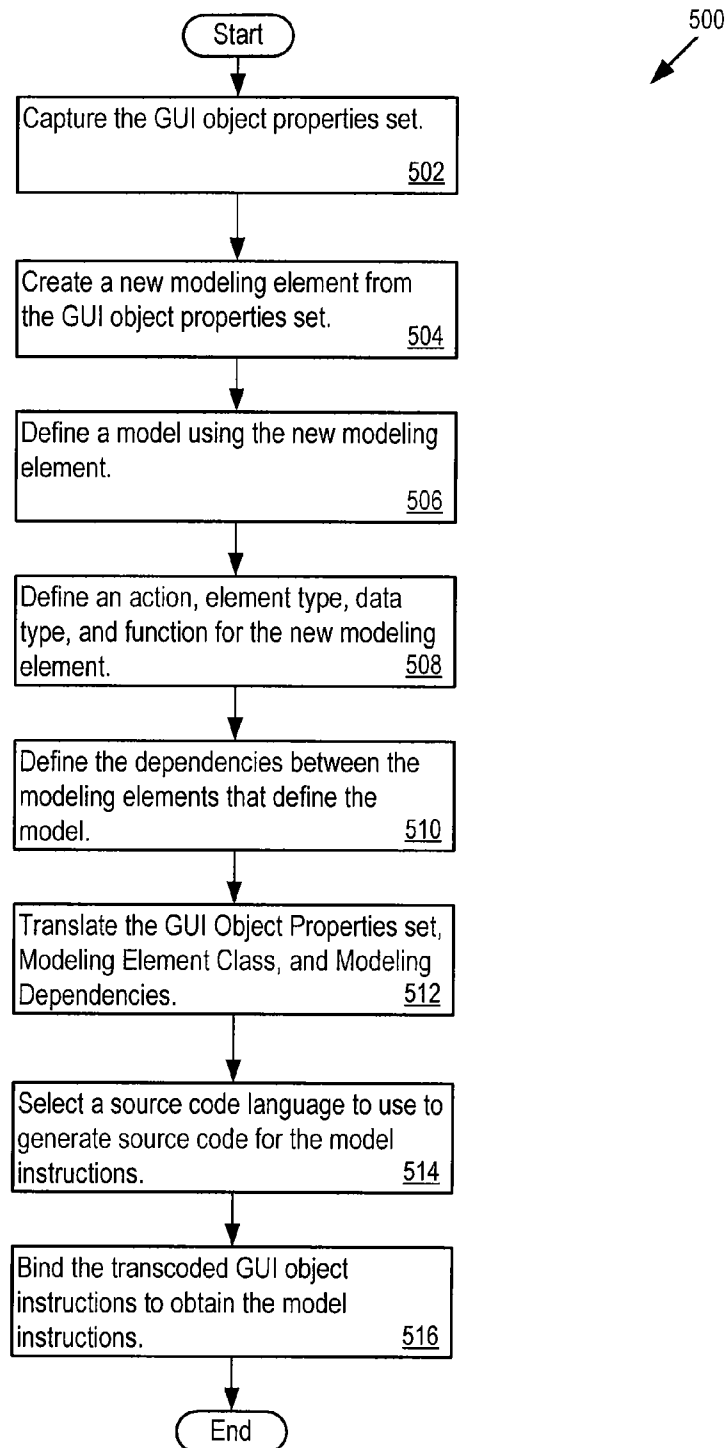 Start
500
Capture the GUI object properties set.
502
Create a new modeling element from
the GUI object properties set.
504
Define a model using the new modeling
element.
506
Define an action, element type, data
type, and function for the new modeling
element.
508
Define the dependencies between the
modeling elements that define the
model.
510
Translate the GUI Object Properties set,
Modeling Element Class, and Modeling
Dependencies.
512
Select a source code language to use to
generate source code for the model
instructions.
514
Bind the transcoded GUI object
instructions to obtain the model
instructions.
516
End